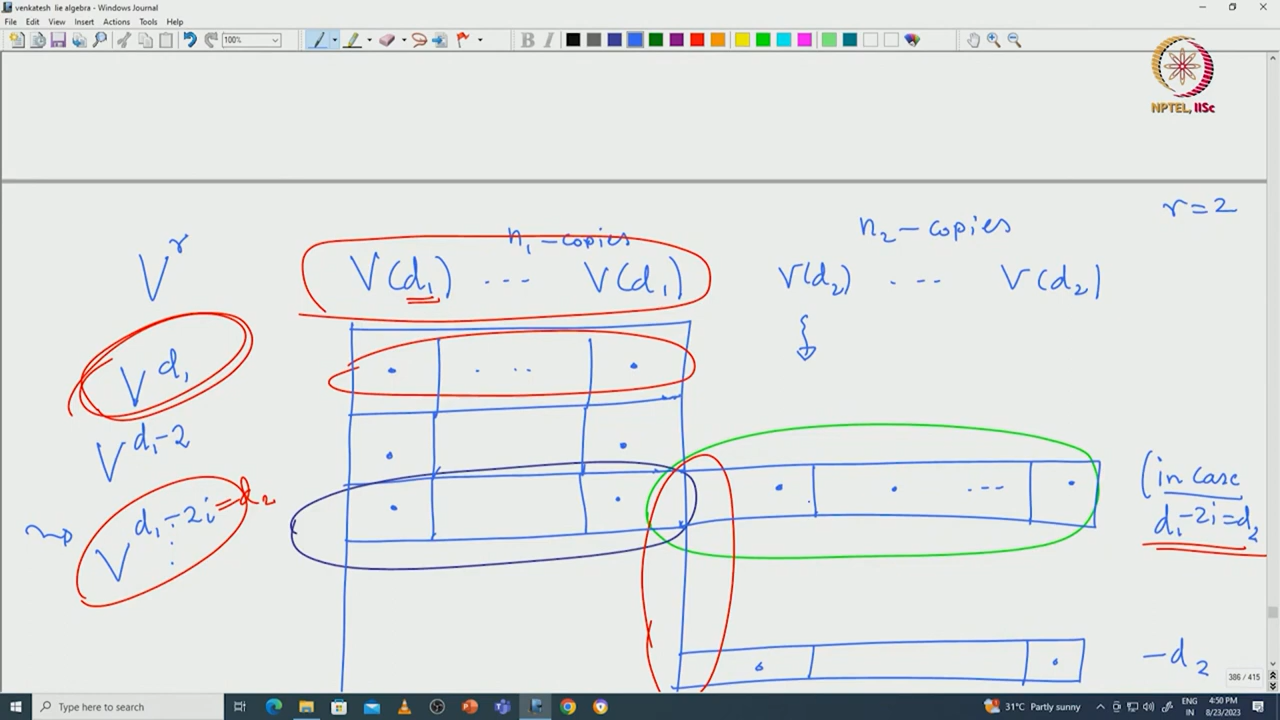 venkatesh lie algebra - Windows Journal
File Edit View Insert Actions Tools Help
100%
B I
NPTEL, IISc
r = 2
n₁-copies n₂-copies
V^r V(d₁) ... V(d₁) V(d₂) ... V(d₂)
V^{d₁}
V^{d₁-2}
V^{d₁-2i = d₂}
...
(in case
d₁-2i=d₂
-d₂
386 / 415
Type here to search
31°C Partly sunny
ENG
IN
4:50 PM
8/23/2023